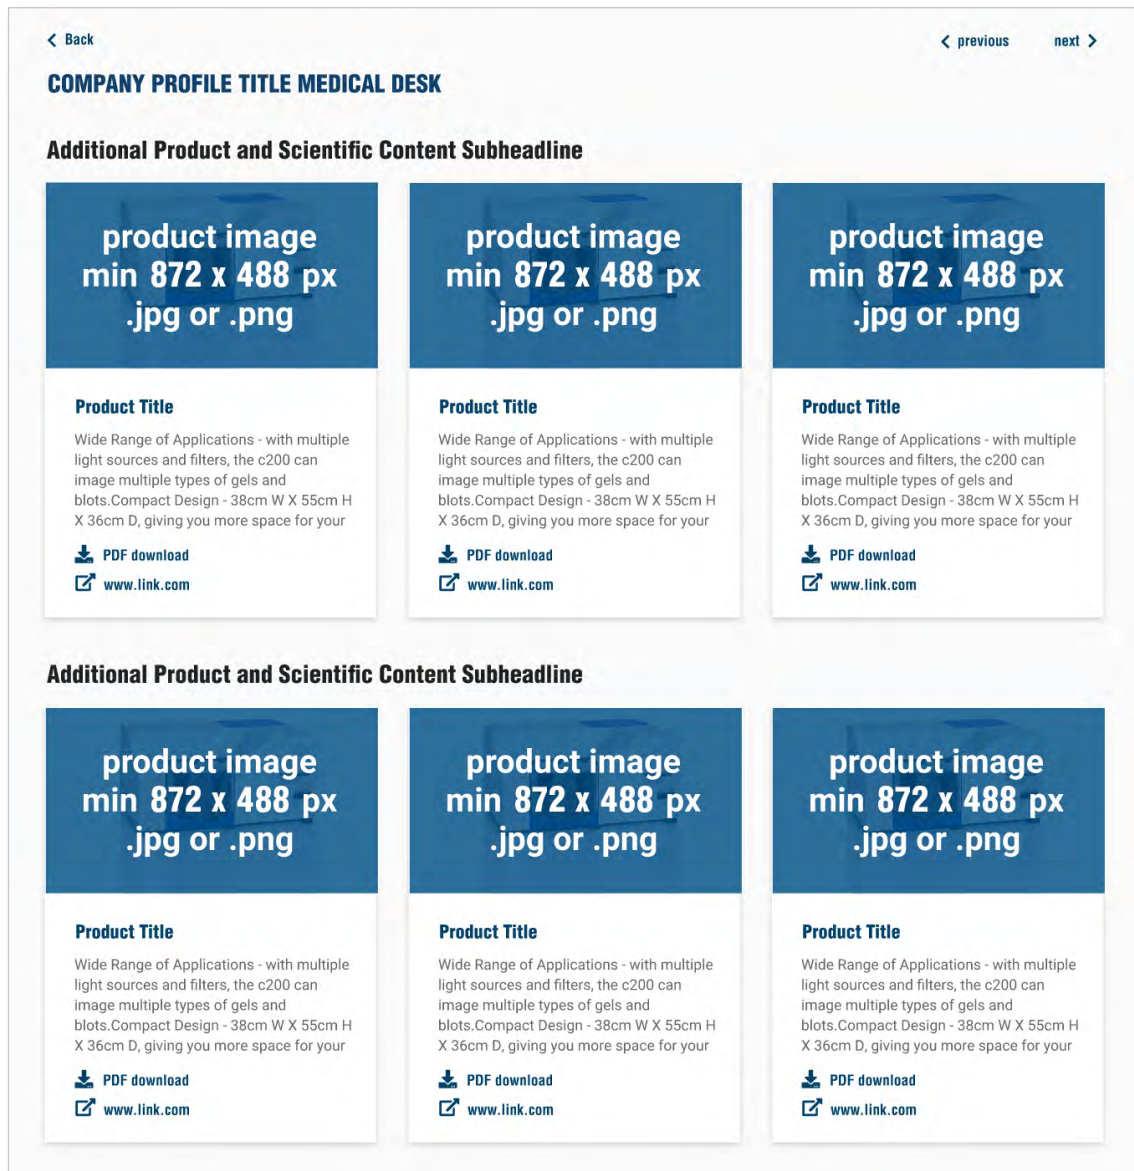 Back
previous
next
COMPANY PROFILE TITLE MEDICAL DESK
Additional Product and Scientific Content Subheadline
product image
min 872 x 488 px
.jpg or .png
Product Title
Wide Range of Applications - with multiple
light sources and filters, the c200 can
image multiple types of gels and
blots.Compact Design - 38cm W X 55cm H
X 36cm D, giving you more space for your
PDF download
www.link.com
product image
min 872 x 488 px
.jpg or .png
Product Title
Wide Range of Applications - with multiple
light sources and filters, the c200 can
image multiple types of gels and
blots.Compact Design - 38cm W X 55cm H
X 36cm D, giving you more space for your
PDF download
www.link.com
product image
min 872 x 488 px
.jpg or .png
Product Title
Wide Range of Applications - with multiple
light sources and filters, the c200 can
image multiple types of gels and
blots.Compact Design - 38cm W X 55cm H
X 36cm D, giving you more space for your
PDF download
www.link.com
Additional Product and Scientific Content Subheadline
product image
min 872 x 488 px
.jpg or .png
Product Title
Wide Range of Applications - with multiple
light sources and filters, the c200 can
image multiple types of gels and
blots.Compact Design - 38cm W X 55cm H
X 36cm D, giving you more space for your
PDF download
www.link.com
product image
min 872 x 488 px
.jpg or .png
Product Title
Wide Range of Applications - with multiple
light sources and filters, the c200 can
image multiple types of gels and
blots.Compact Design - 38cm W X 55cm H
X 36cm D, giving you more space for your
PDF download
www.link.com
product image
min 872 x 488 px
.jpg or .png
Product Title
Wide Range of Applications - with multiple
light sources and filters, the c200 can
image multiple types of gels and
blots.Compact Design - 38cm W X 55cm H
X 36cm D, giving you more space for your
PDF download
www.link.com